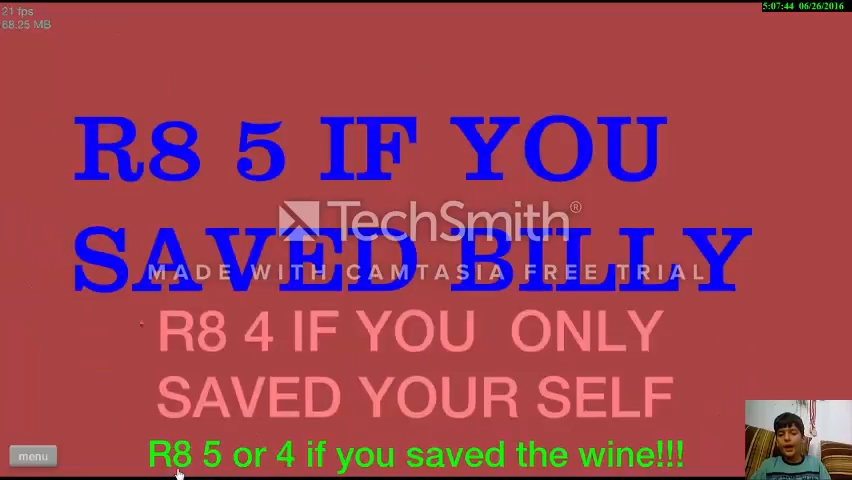 21 fps
68.25 MB
5:07:44 06/26/2016
R8 5 IF YOU
SAVED BILLY
TechSmith®
MADE WITH CAMTASIA FREE TRIAL
R8 4 IF YOU ONLY
SAVED YOUR SELF
R8 5 or 4 if you saved the wine!!!
menu